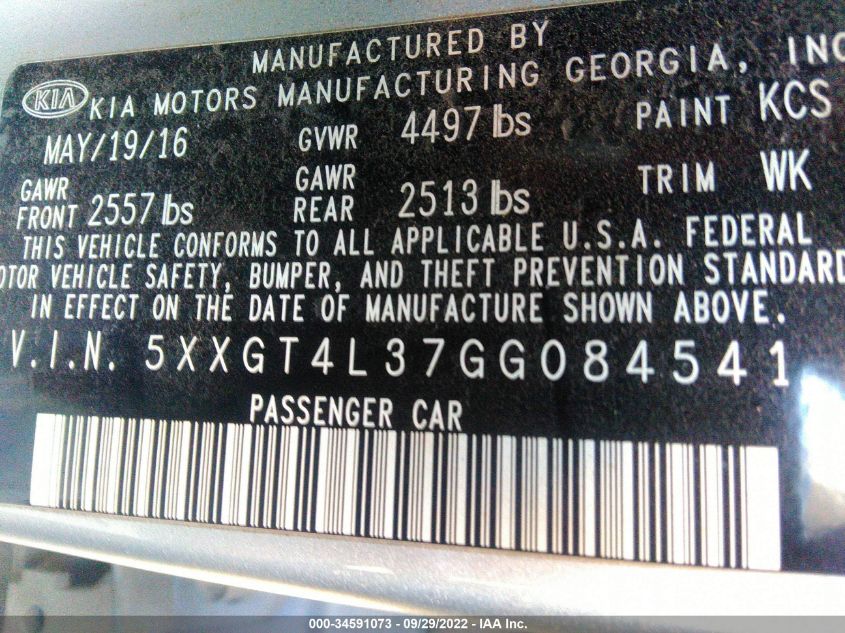 MANUFACTURED BY
KIA KIA MOTORS MANUFACTURING GEORGIA, INC
MAY/19/16 GVWR 4497 lbs PAINT KCS
GAWR FRONT 2557 lbs GAWR REAR 2513 lbs TRIM WK
THIS VEHICLE CONFORMS TO ALL APPLICABLE U.S.A. FEDERAL
OTOR VEHICLE SAFETY, BUMPER, AND THEFT PREVENTION STANDARD
IN EFFECT ON THE DATE OF MANUFACTURE SHOWN ABOVE.
V.I.N. 5XXGT4L37GG084541
PASSENGER CAR
000-34591073 - 09/29/2022 - IAA Inc.